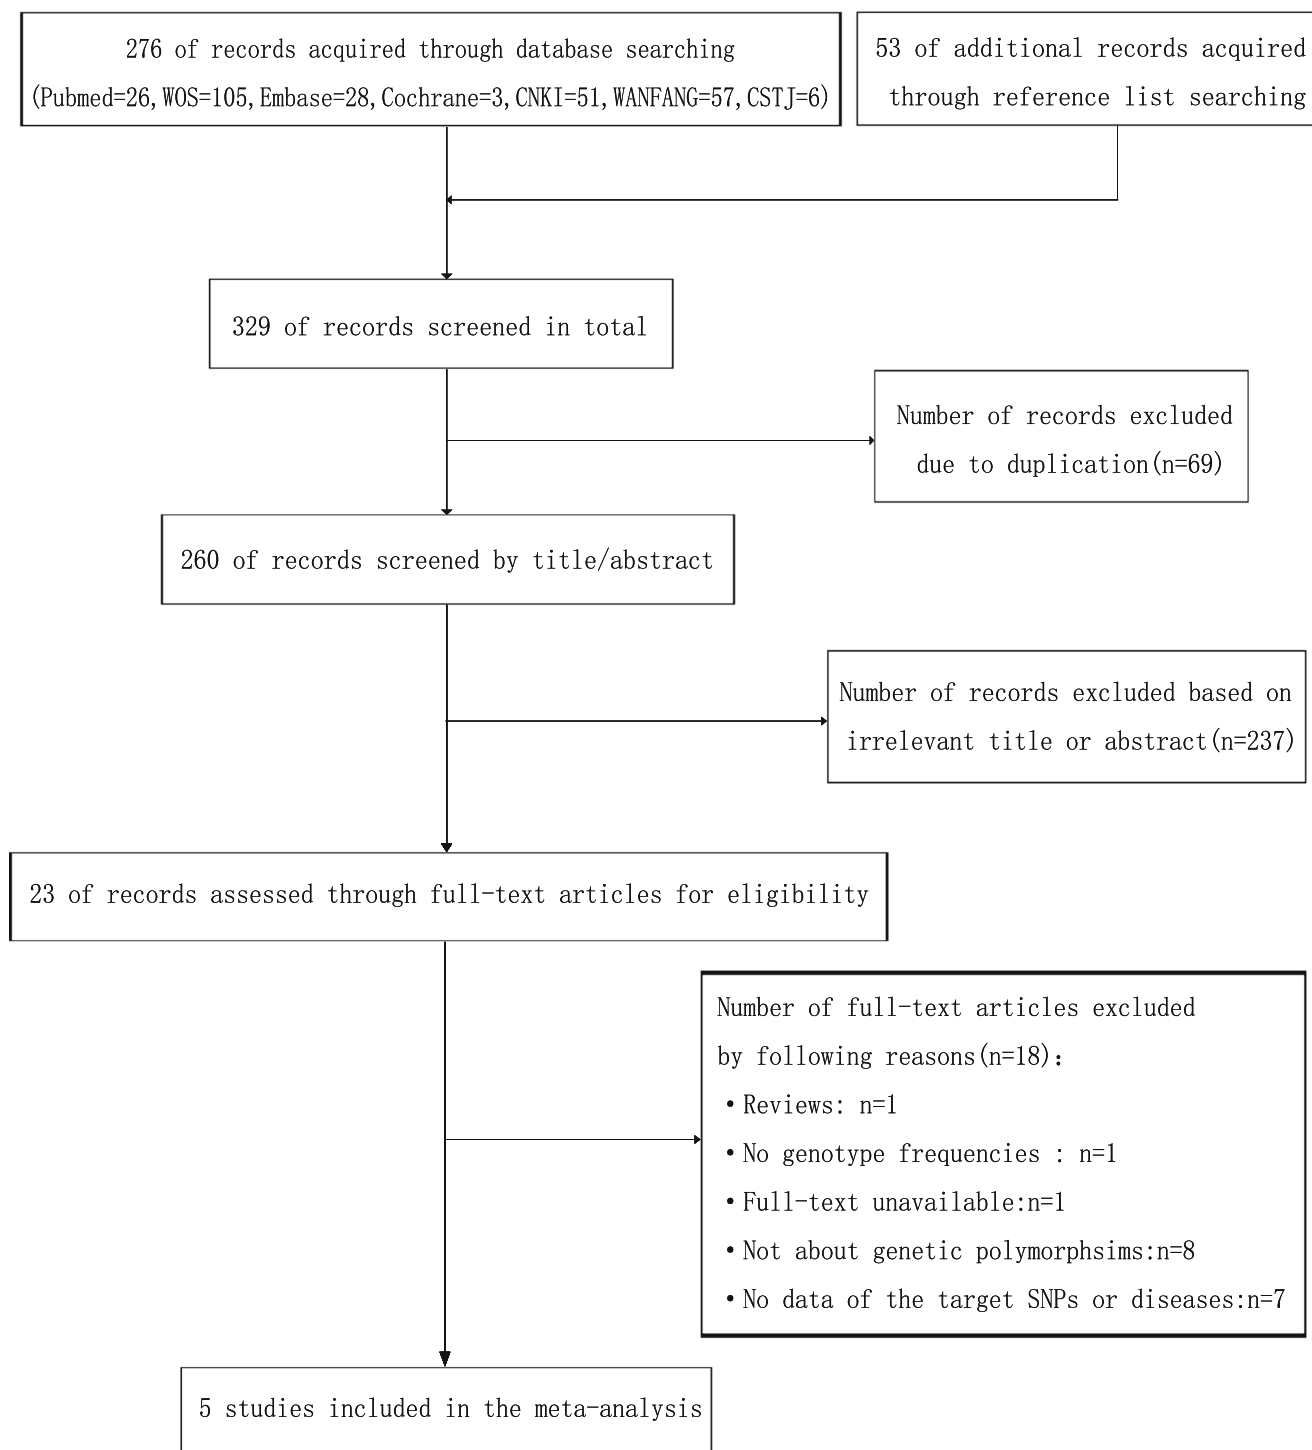 276 of records acquired through database searching
(Pubmed=26,WOS=105,Embase=28,Cochrane=3,CNKI=51,WANFANG=57,CSTJ=6)
53 of additional records acquired
through reference list searching
329 of records screened in total
Number of records excluded
due to duplication(n=69)
260 of records screened by title/abstract
Number of records excluded based on
irrelevant title or abstract(n=237)
23 of records assessed through full-text articles for eligibility
Number of full-text articles excluded
by following reasons(n=18):
•Reviews: n=1
•No genotype frequencies : n=1
•Full-text unavailable:n=1
•Not about genetic polymorphsims:n=8
•No data of the target SNPs or diseases:n=7
5 studies included in the meta-analysis